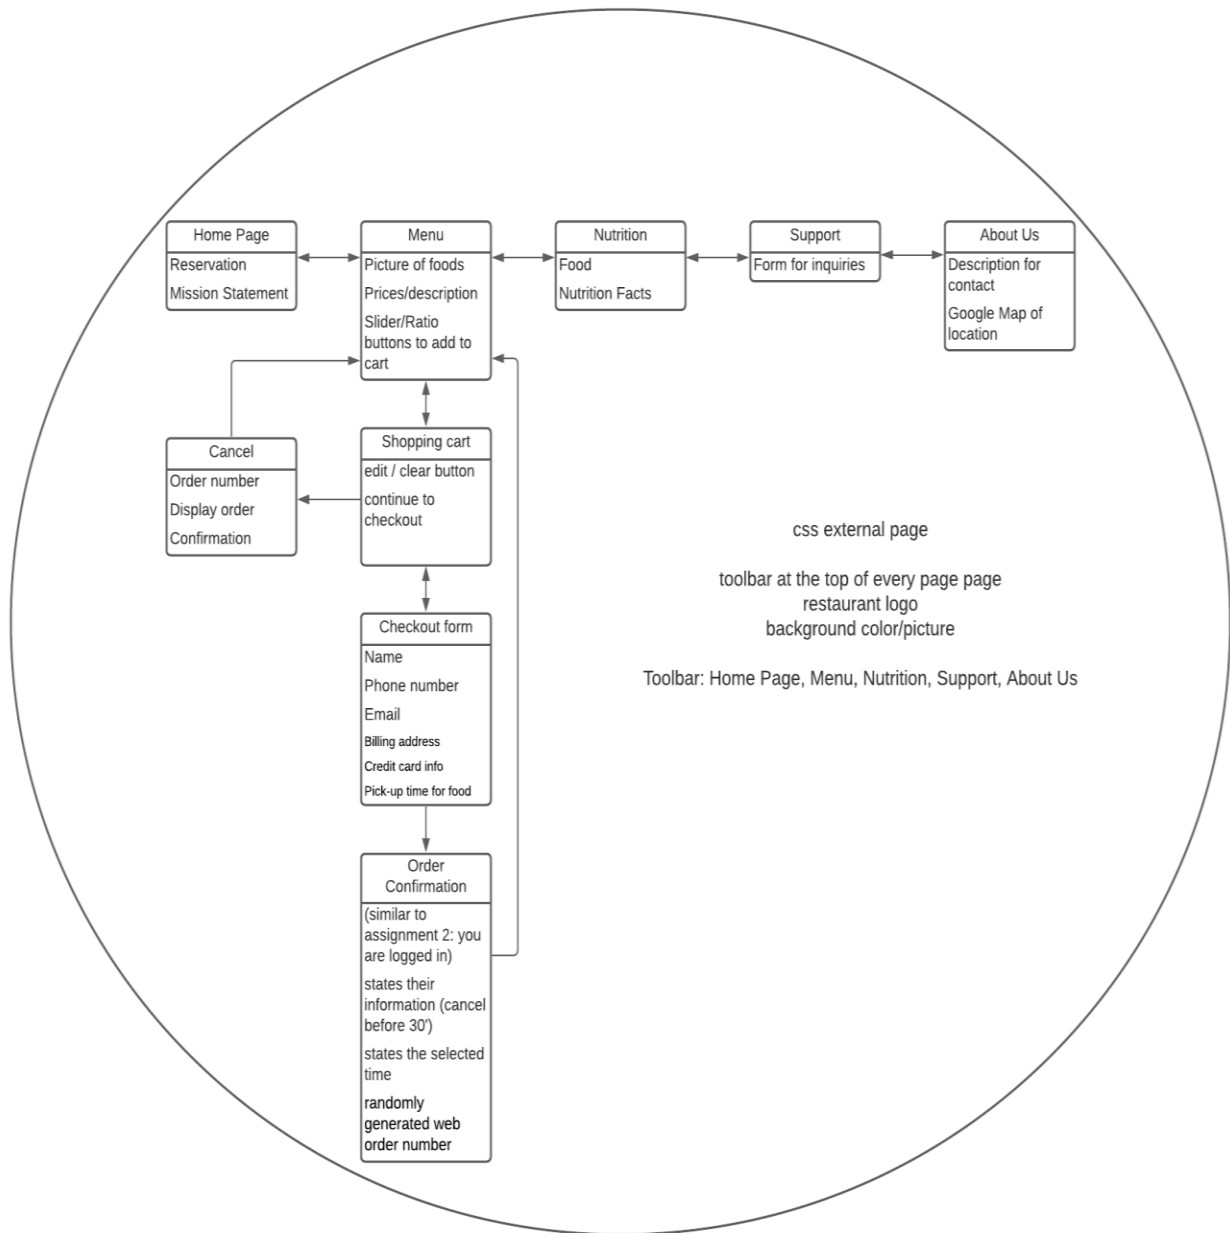 Home Page
Reservation
Mission Statement
Menu
Picture of foods
Prices/description
Slider/Ratio
buttons to add to
cart
Nutrition
Food
Nutrition Facts
Support
Form for inquiries
About Us
Description for
contact
Google Map of
location
Cancel
Order number
Display order
Confirmation
Shopping cart
edit / clear button
continue to
checkout
css external page
toolbar at the top of every page page
restaurant logo
background color/picture
Toolbar: Home Page, Menu, Nutrition, Support, About Us
Checkout form
Name
Phone number
Email
Billing address
Credit card info
Pick-up time for food
Order
Confirmation
(similar to
assignment 2: you
are logged in)
states their
information (cancel
before 30')
states the selected
time
randomly
generated web
order number